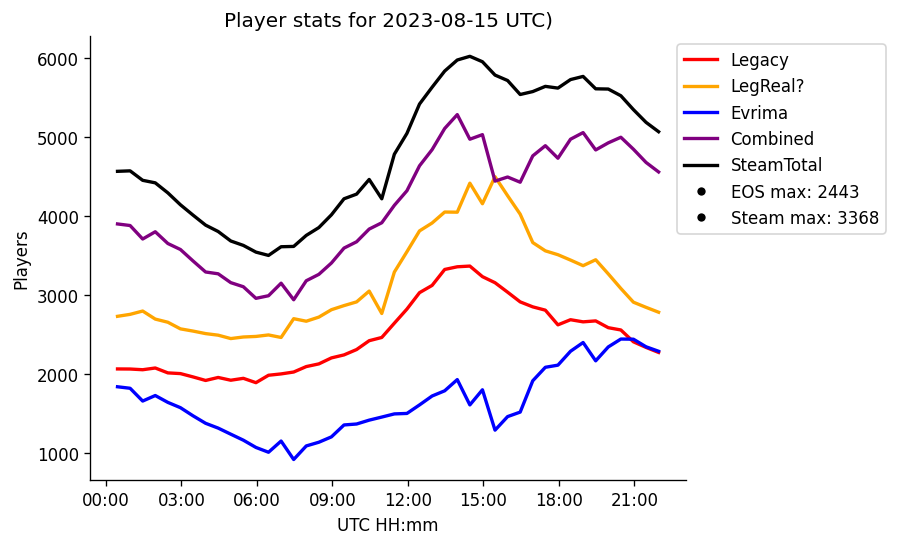 Player stats for 2023-08-15 UTC)
Players
6000
5000
4000
3000
2000
1000
00:00 03:00 06:00 09:00 12:00 15:00 18:00 21:00
UTC HH:mm
Legacy
LegReal?
Evrima
Combined
SteamTotal
EOS max: 2443
Steam max: 3368